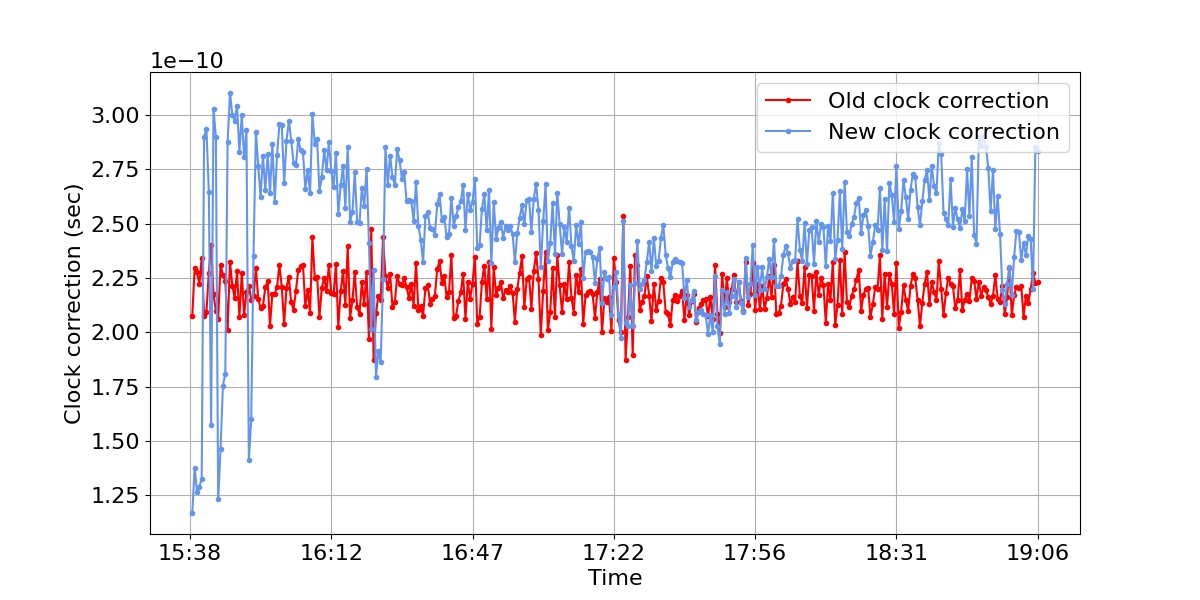 1e−10
Old clock correction
New clock correction
3.00
2.75
2.50
2.25
2.00
1.75
1.50
1.25
Clock correction (sec)
15:38 16:12 16:47 17:22 17:56 18:31 19:06
Time